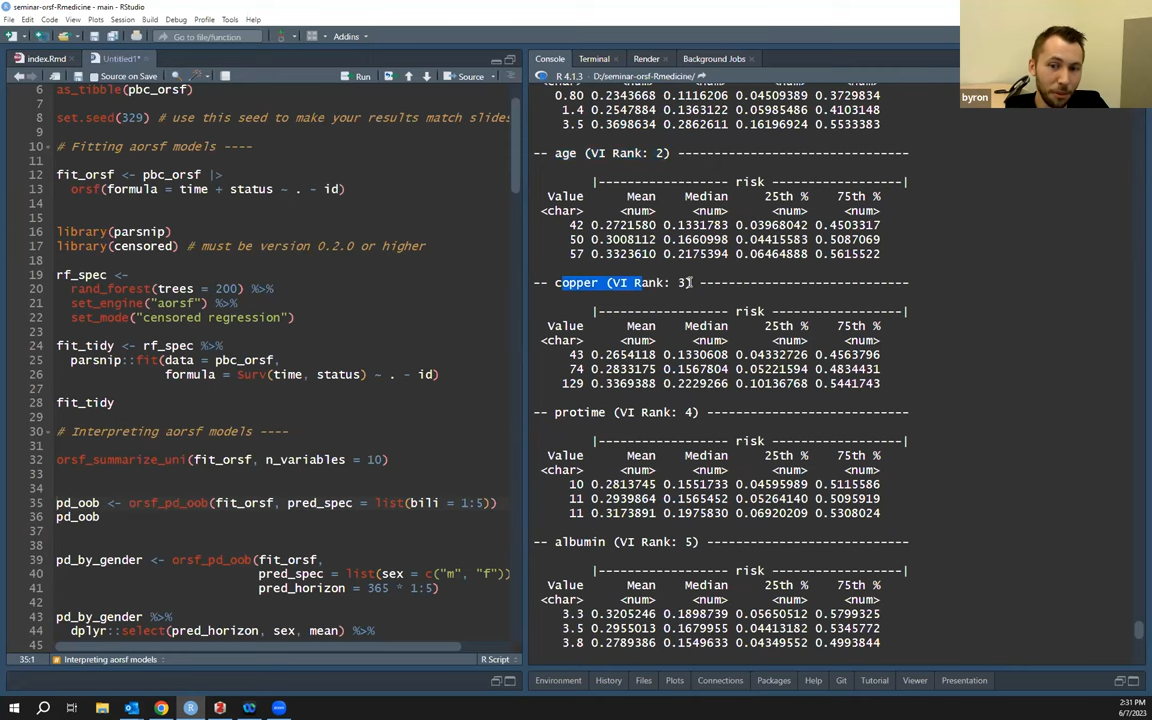 seminar-orsf-Rmedicine - main - RStudio
File Edit Code View Plots Session Build Debug Profile Tools Help
Go to file/function
Addins
index.Rmd
Untitled1*
Source on Save
Run
Source
6 as_tibble(pbc_orsf)
7
8 set.seed(329) # use this seed to make your results match slides
9
10 # Fitting aorsf models ----
11
12 fit_orsf <- pbc_orsf |>
13 orsf(formula = time + status ~ . - id)
14
15
16 library(parsnip)
17 library(censored) # must be version 0.2.0 or higher
18
19 rf_spec <-
20 rand_forest(trees = 200) %>%
21 set_engine("aorsf") %>%
22 set_mode("censored regression")
23
24 fit_tidy <- rf_spec %>%
25 parsnip::fit(data = pbc_orsf,
26 formula = Surv(time, status) ~ . - id)
27
28 fit_tidy
29
30 # Interpreting aorsf models ----
31
32 orsf_summarize_uni(fit_orsf, n_variables = 10)
33
34
35 pd_oob <- orsf_pd_oob(fit_orsf, pred_spec = list(bili = 1:5))
36 pd_oob
37
38
39 pd_by_gender <- orsf_pd_oob(fit_orsf,
40 pred_spec = list(sex = c("m", "f"))
41 pred_horizon = 365 * 1:5)
42
43 pd_by_gender %>%
44 dplyr::select(pred_horizon, sex, mean) %>%
45
35:1 Interpreting aorsf models R Script
Console Terminal Render Background Jobs
R 4.1.3 D:/seminar-orsf-Rmedicine/
0.80 0.2343668 0.1116206 0.04509389 0.3729834
1.4 0.2547884 0.1363122 0.05985486 0.4103148
3.5 0.3698634 0.2862611 0.16196924 0.5533383
-- age (VI Rank: 2) ----------------------------
|----------------- risk -----------------|
Value Mean Median 25th % 75th %
<char> <num> <num> <num> <num>
42 0.2721580 0.1331783 0.03968042 0.4503317
50 0.3008112 0.1660998 0.04415583 0.5087069
57 0.3323610 0.2175394 0.06464888 0.5615522
-- copper (VI Rank: 3) -------------------------
|----------------- risk -----------------|
Value Mean Median 25th % 75th %
<char> <num> <num> <num> <num>
43 0.2654118 0.1330608 0.04332726 0.4563796
74 0.2833175 0.1567804 0.05221594 0.4834431
129 0.3369388 0.2229266 0.10136768 0.5441743
-- protime (VI Rank: 4) ------------------------
|----------------- risk -----------------|
Value Mean Median 25th % 75th %
<char> <num> <num> <num> <num>
10 0.2813745 0.1551733 0.04595989 0.5115586
11 0.2939864 0.1565452 0.05264140 0.5095919
11 0.3173891 0.1975830 0.06920209 0.5308024
-- albumin (VI Rank: 5) ------------------------
|----------------- risk -----------------|
Value Mean Median 25th % 75th %
<char> <num> <num> <num> <num>
3.3 0.3205246 0.1898739 0.05650512 0.5799325
3.5 0.2955013 0.1679955 0.04413182 0.5345772
3.8 0.2789386 0.1549633 0.04349552 0.4993844
Environment History Files Plots Connections Packages Help Git Tutorial Viewer Presentation
byron
2:31 PM
6/7/2023